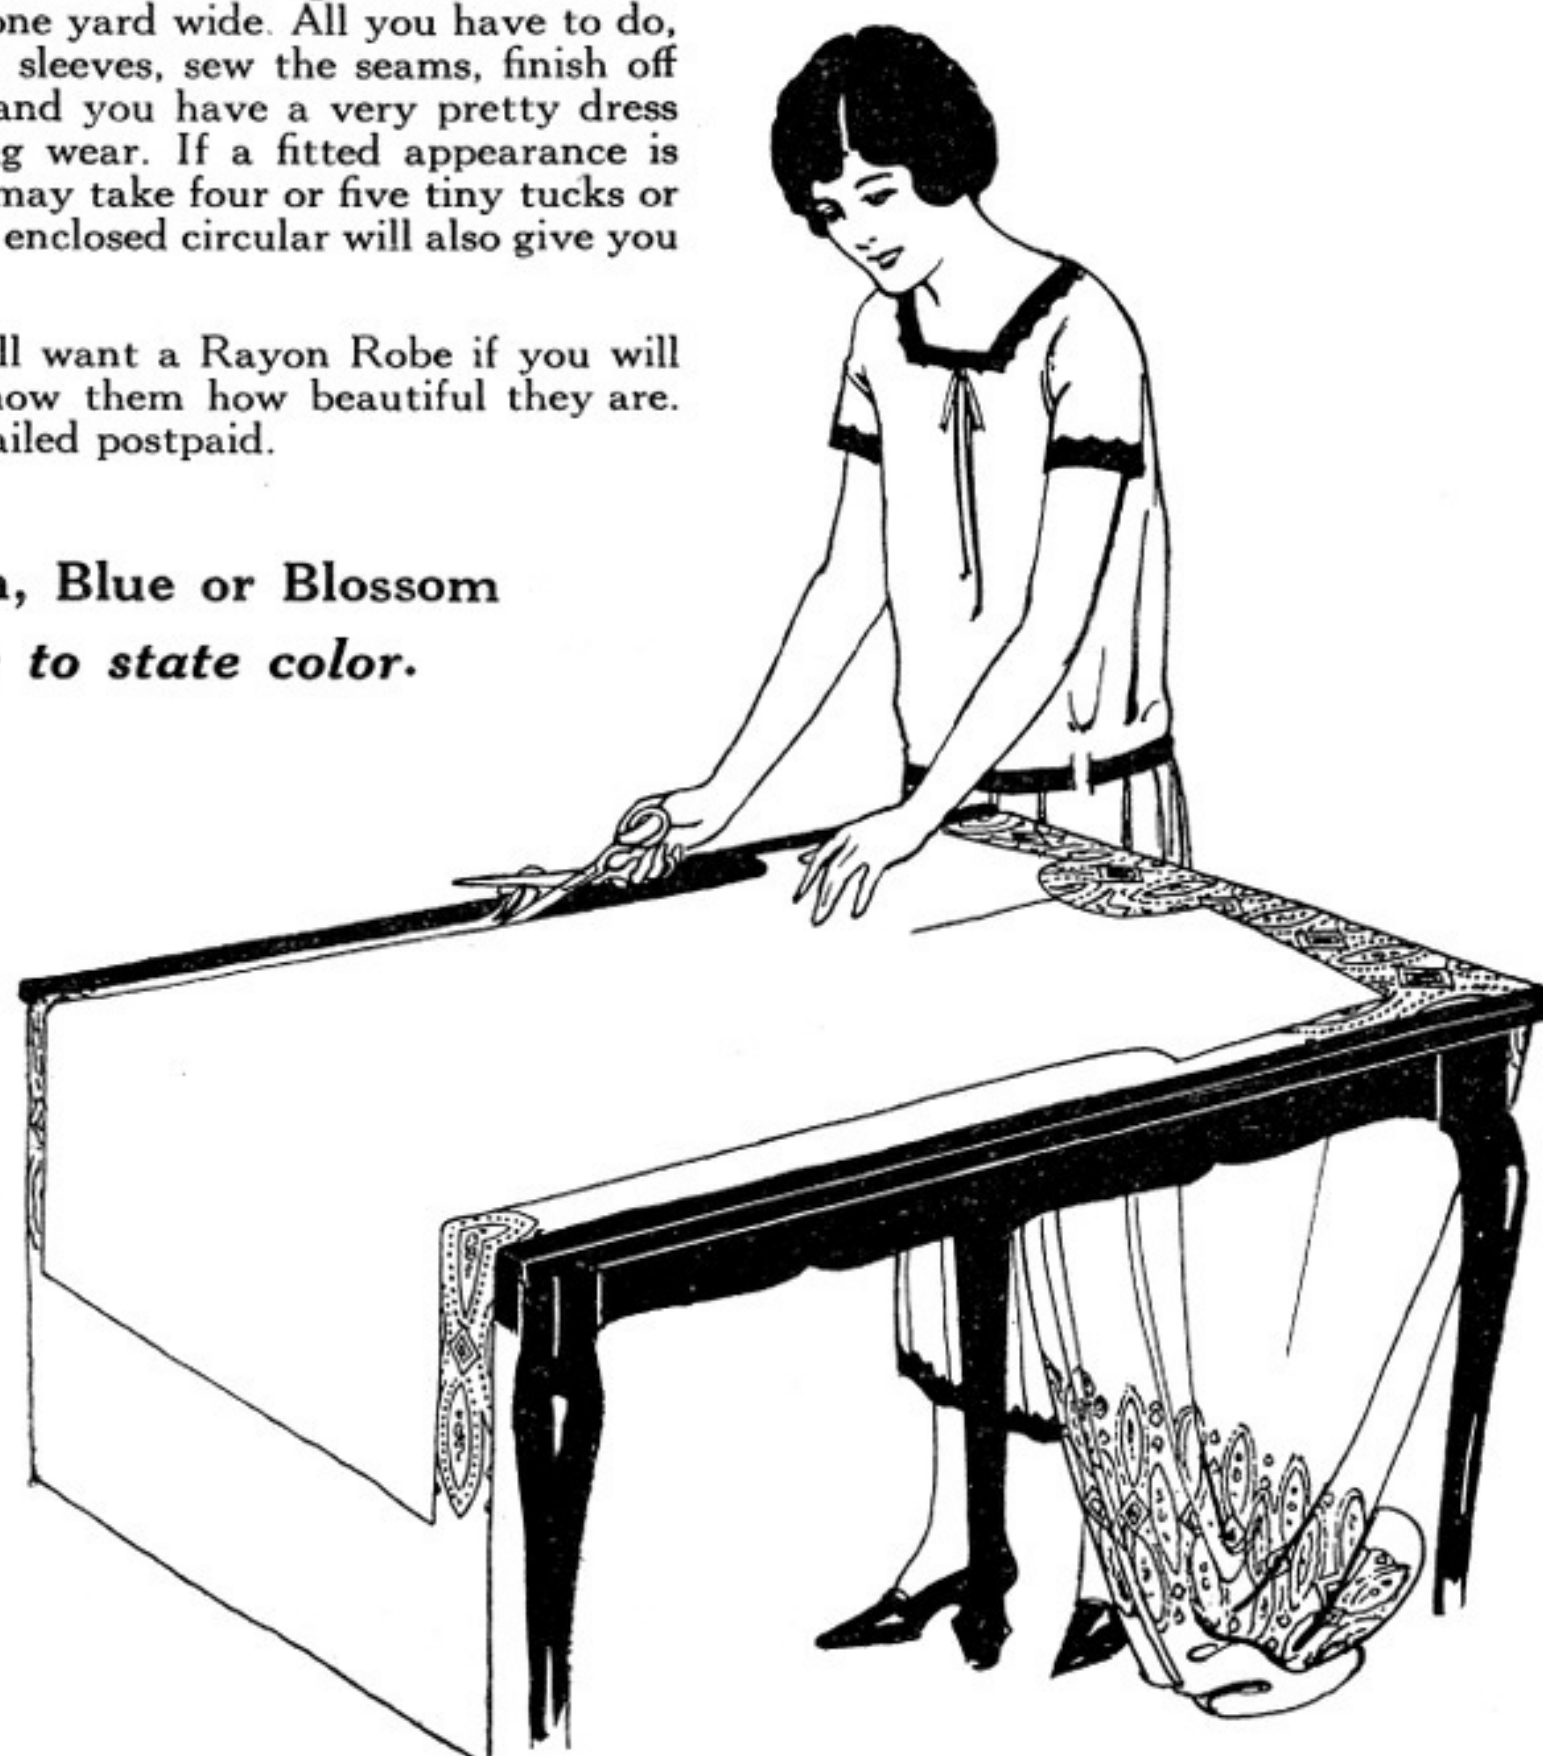 one yard wide. All you have to do,
sleeves, sew the seams, finish off
and you have a very pretty dress
g wear. If a fitted appearance is
may take four or five tiny tucks or
enclosed circular will also give you
ll want a Rayon Robe if you will
how them how beautiful they are.
ailed postpaid.
, Blue or Blossom
to state color.